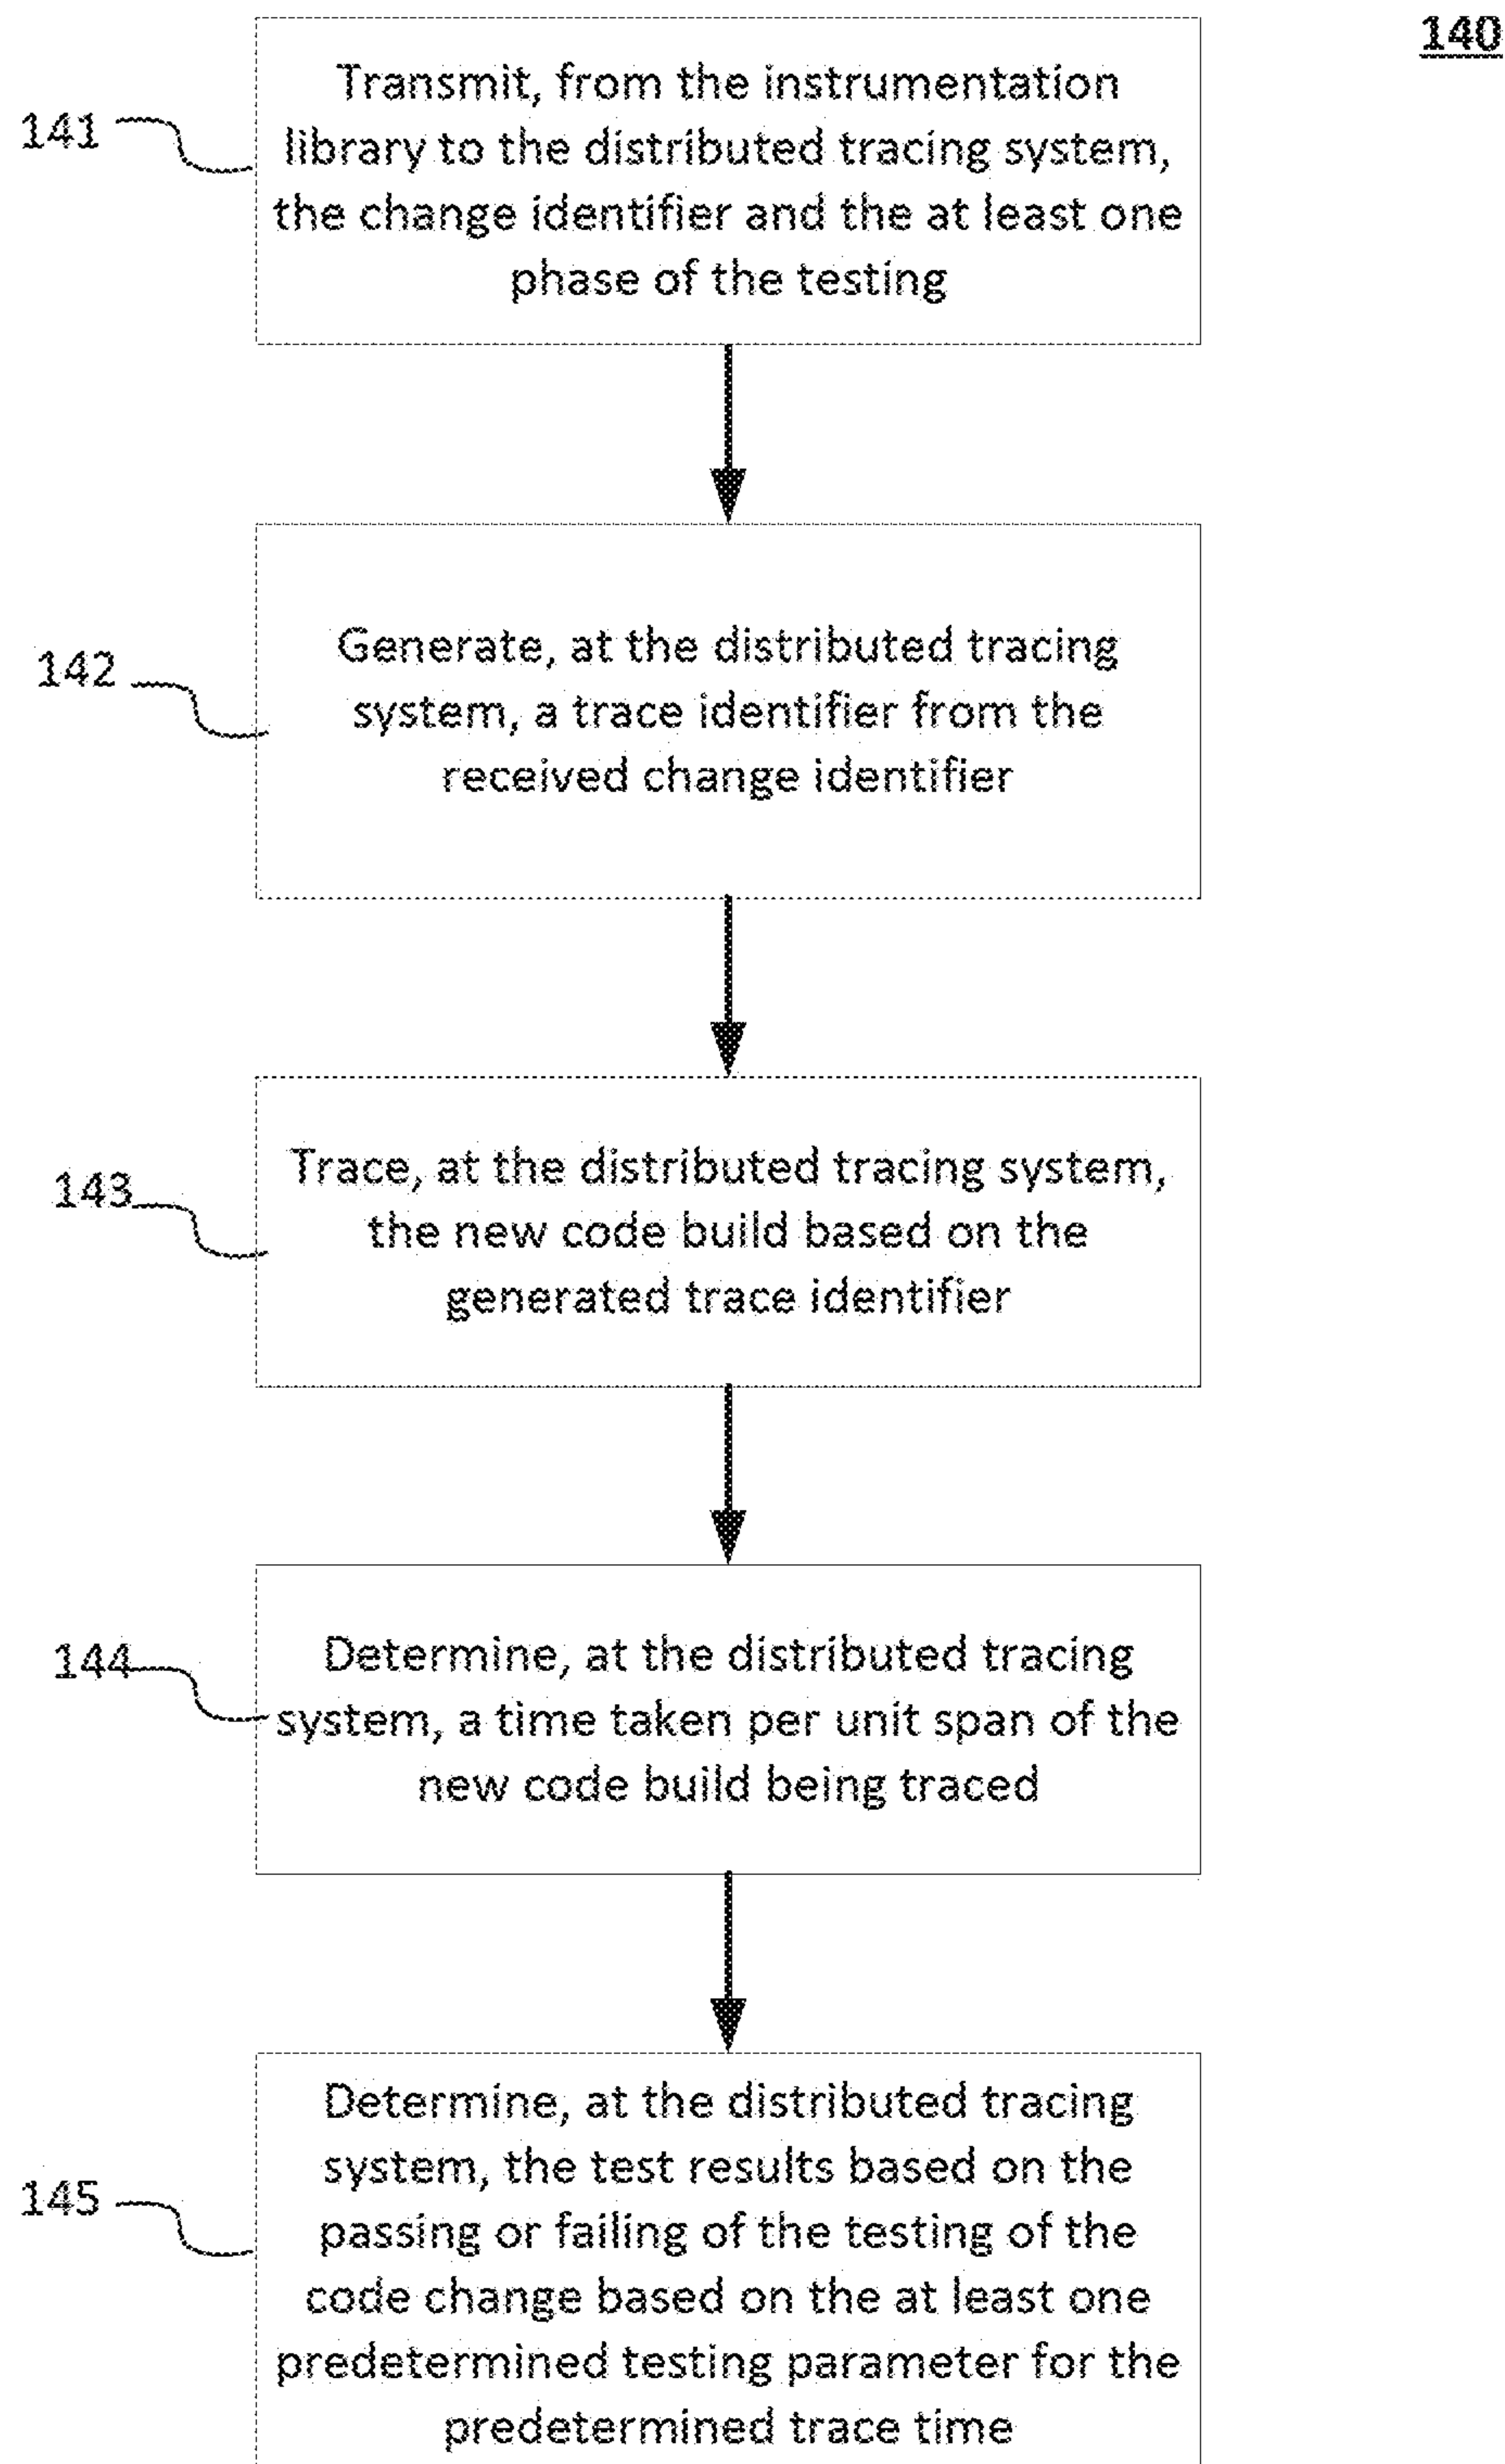 140
141
Transmit, from the instrumentation
library to the distributed tracing system,
the change identifier and the at least one
phase of the testing
142
Generate, at the distributed tracing
system, a trace identifier from the
received change identifier
143
Trace, at the distributed tracing system,
the new code build based on the
generated trace identifier
144
Determine, at the distributed tracing
system, a time taken per unit span of the
new code build being traced
145
Determine, at the distributed tracing
system, the test results based on the
passing or failing of the testing of the
code change based on the at least one
predetermined testing parameter for the
predetermined trace time